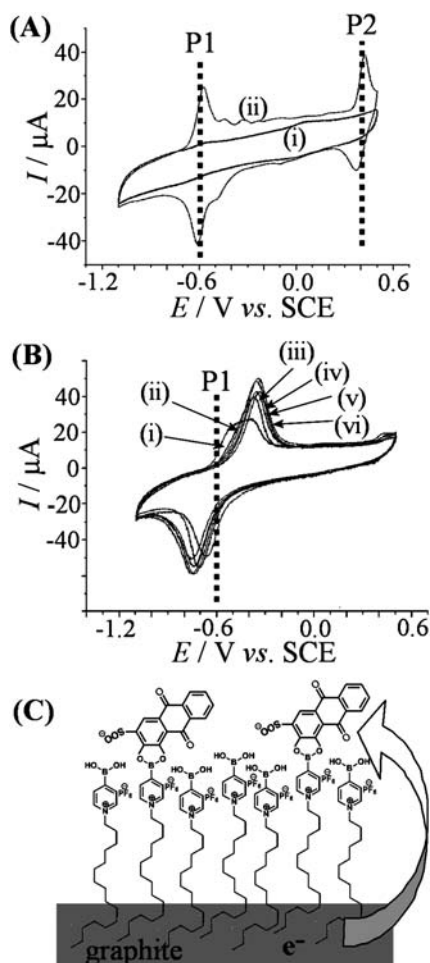 (A)
P1
P2
40
20
0
-20
-40
I / µA
(ii)
(i)
-1.2
-0.6
0.0
0.6
E / V vs. SCE
(B)
P1
(ii)
(i)
(iii)
(iv)
(v)
(vi)
40
20
0
-20
-40
I / µA
-1.2
-0.6
0.0
0.6
E / V vs. SCE
(C)
graphite
e⁻